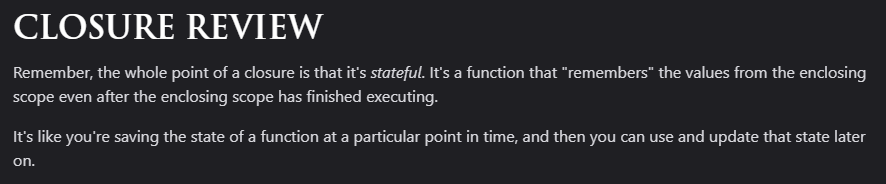 CLOSURE REVIEW
Remember, the whole point of a closure is that it's stateful. It's a function that "remembers" the values from the enclosing
scope even after the enclosing scope has finished executing.
It's like you're saving the state of a function at a particular point in time, and then you can use and update that state later
on.